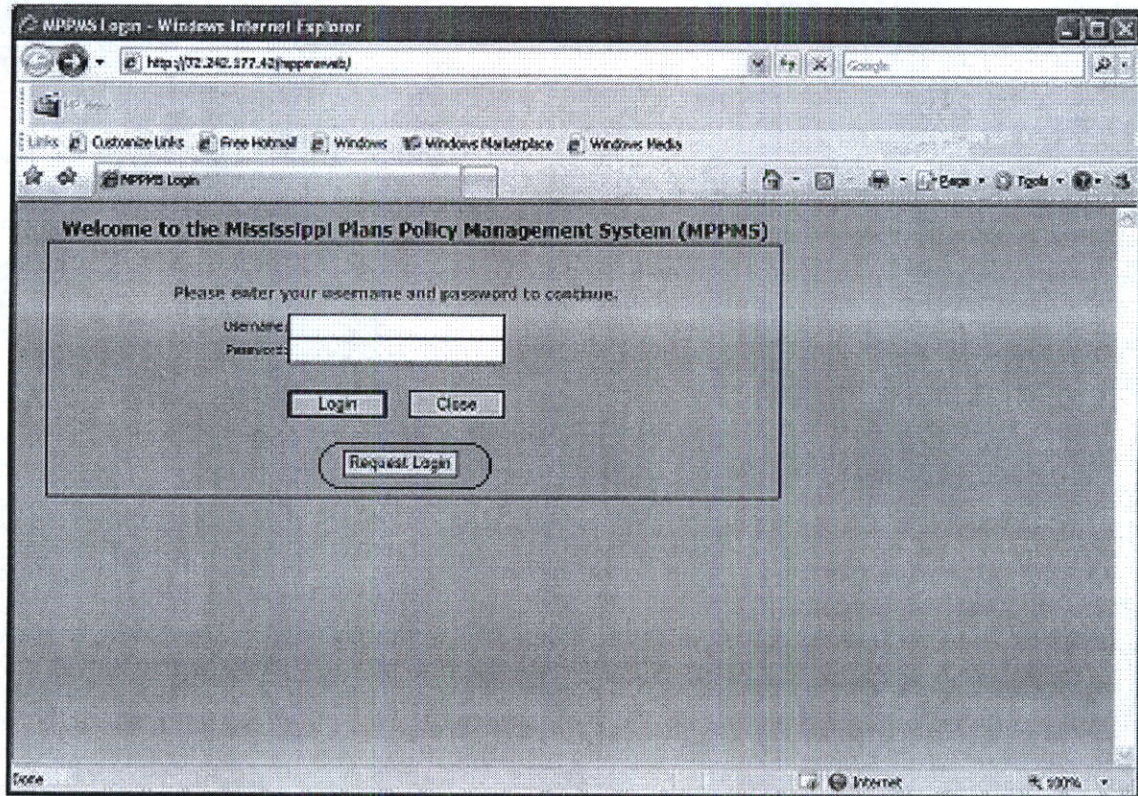 MPPMS Login - Windows Internet Explorer
Google
Links Customize Links Free Hotmail Windows Windows Marketplace Windows Media
MPPMS Login Page Tools
Welcome to the Mississippi Plans Policy Management System (MPPMS)
Please enter your username and password to continue.
Username:
Password:
Login Close
Request Login
Done Internet 100%